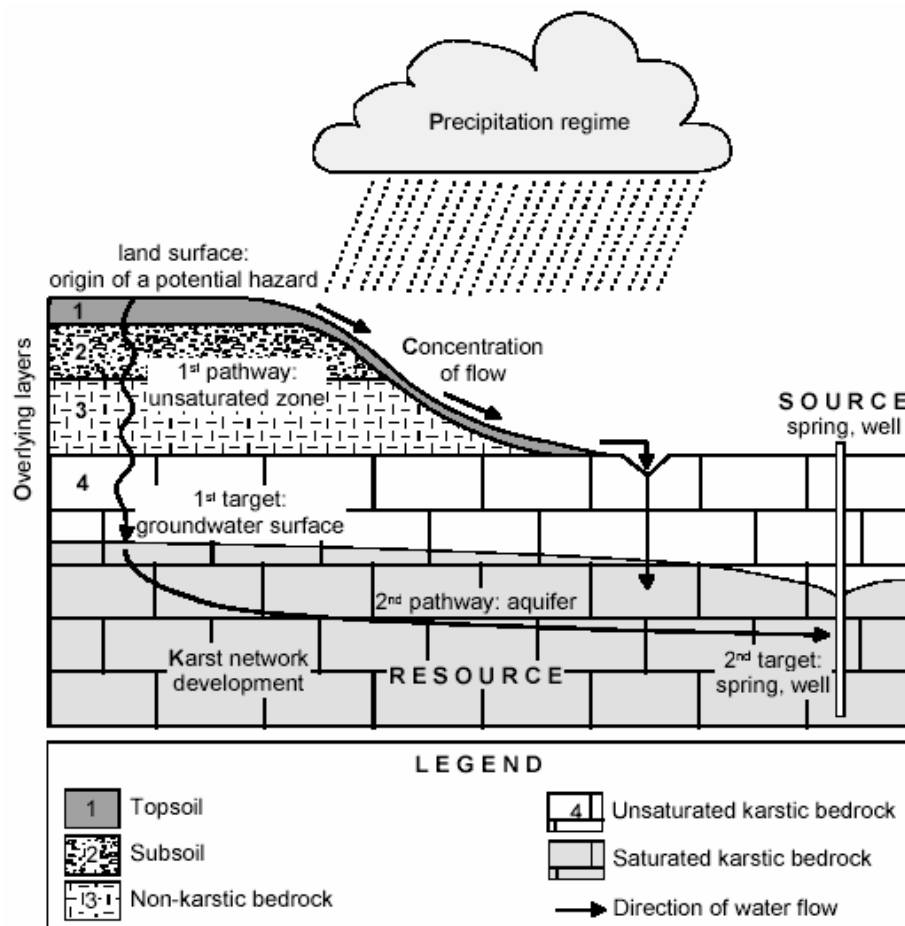 Precipitation regime
land surface:
origin of a potential hazard
1
2
3
4
Overlying layers
1st pathway:
unsaturated zone
Concentration
of flow
SOURCE
spring, well
1st target:
groundwater surface
2nd pathway: aquifer
Karst network
development
RESOURCE
2nd target:
spring, well
LEGEND
1 Topsoil
2 Subsoil
3 Non-karstic bedrock
4 Unsaturated karstic bedrock
Saturated karstic bedrock
Direction of water flow